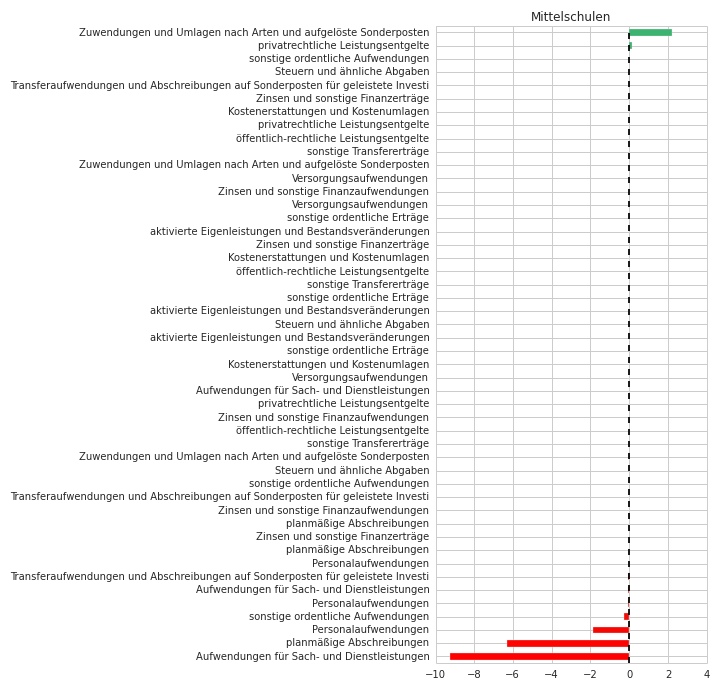 Mittelschulen
Zuwendungen und Umlagen nach Arten und aufgelöste Sonderposten
privatrechtliche Leistungsentgelte
sonstige ordentliche Aufwendungen
Steuern und ähnliche Abgaben
Transferaufwendungen und Abschreibungen auf Sonderposten für geleistete Investi
Zinsen und sonstige Finanzerträge
Kostenerstattungen und Kostenumlagen
privatrechtliche Leistungsentgelte
öffentlich-rechtliche Leistungsentgelte
sonstige Transfererträge
Zuwendungen und Umlagen nach Arten und aufgelöste Sonderposten
Versorgungsaufwendungen
Zinsen und sonstige Finanzaufwendungen
Versorgungsaufwendungen
sonstige ordentliche Erträge
aktivierte Eigenleistungen und Bestandsveränderungen
Zinsen und sonstige Finanzerträge
Kostenerstattungen und Kostenumlagen
öffentlich-rechtliche Leistungsentgelte
sonstige Transfererträge
sonstige ordentliche Erträge
aktivierte Eigenleistungen und Bestandsveränderungen
Steuern und ähnliche Abgaben
aktivierte Eigenleistungen und Bestandsveränderungen
sonstige ordentliche Erträge
Kostenerstattungen und Kostenumlagen
Versorgungsaufwendungen
Aufwendungen für Sach- und Dienstleistungen
privatrechtliche Leistungsentgelte
Zinsen und sonstige Finanzaufwendungen
öffentlich-rechtliche Leistungsentgelte
sonstige Transfererträge
Zuwendungen und Umlagen nach Arten und aufgelöste Sonderposten
Steuern und ähnliche Abgaben
sonstige ordentliche Aufwendungen
Transferaufwendungen und Abschreibungen auf Sonderposten für geleistete Investi
Zinsen und sonstige Finanzaufwendungen
planmäßige Abschreibungen
Zinsen und sonstige Finanzerträge
planmäßige Abschreibungen
Personalaufwendungen
Transferaufwendungen und Abschreibungen auf Sonderposten für geleistete Investi
Aufwendungen für Sach- und Dienstleistungen
Personalaufwendungen
sonstige ordentliche Aufwendungen
Personalaufwendungen
planmäßige Abschreibungen
Aufwendungen für Sach- und Dienstleistungen
−10 −8 −6 −4 −2 0 2 4